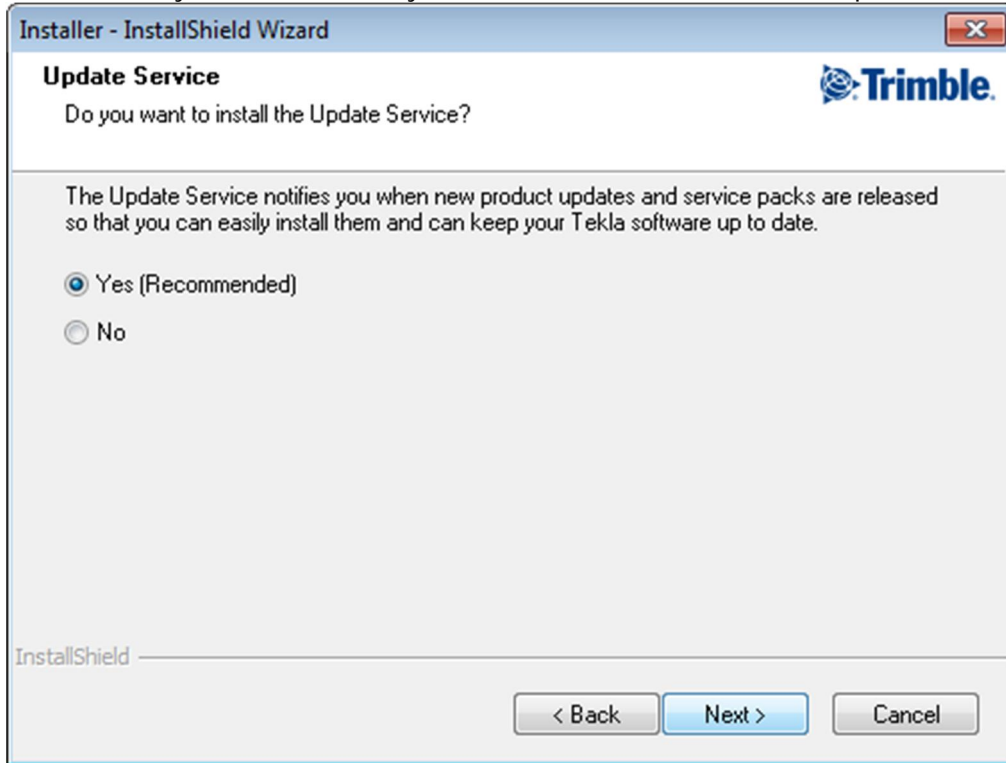 Installer - InstallShield Wizard
Update Service
Trimble.
Do you want to install the Update Service?
The Update Service notifies you when new product updates and service packs are released
so that you can easily install them and can keep your Tekla software up to date.
Yes (Recommended)
No
InstallShield
< Back
Next >
Cancel